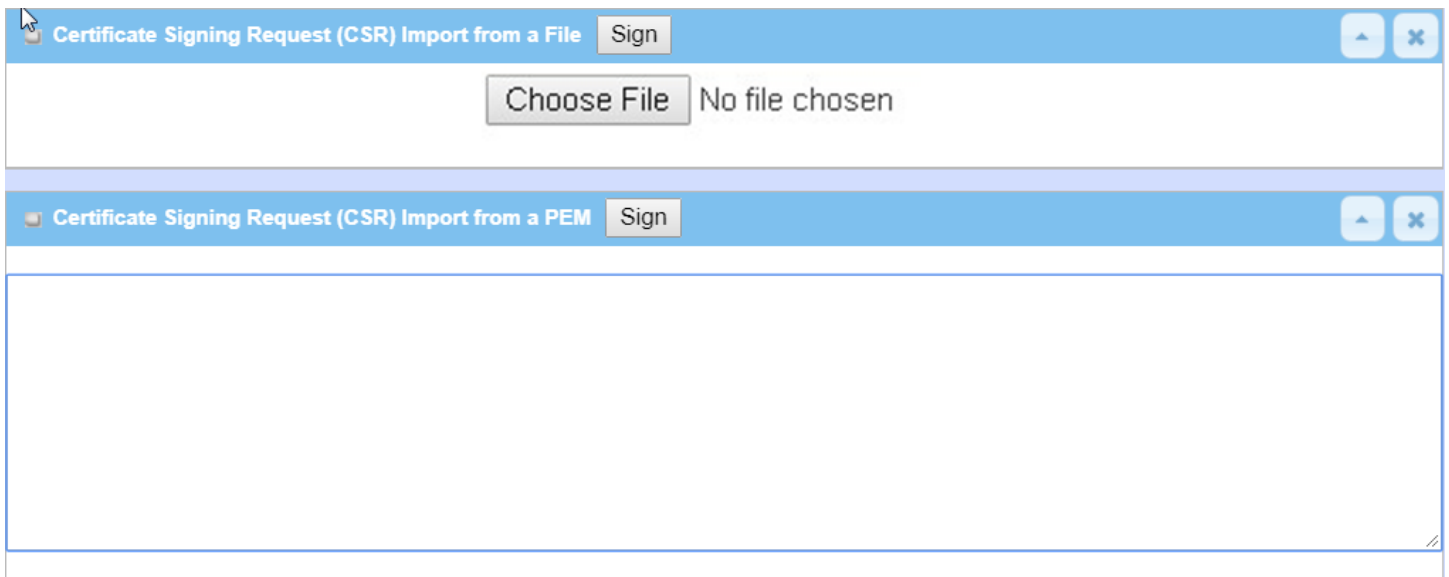 Certificate Signing Request (CSR) Import from a File Sign
Choose File No file chosen
Certificate Signing Request (CSR) Import from a PEM Sign